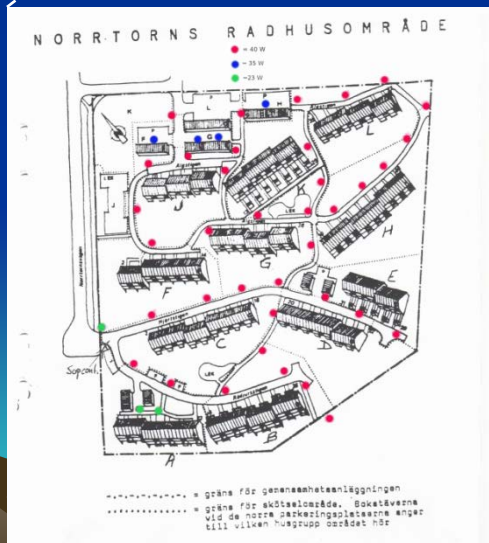 NORRTORNS RADHUSOMRÅDE
= 40 W
= 35 W
=23 W
P
K
L
P
M
P
F
G
L
J
J
K
H
LEK
G
F
E
C
D
LEK
Sopcont.
B
A
= gräns för gemensamhetsanläggningen
= gräns för skötselområde. Bokstäverna
vid de norra parkeringsplatserna anger
till vilken husgrupp området hör